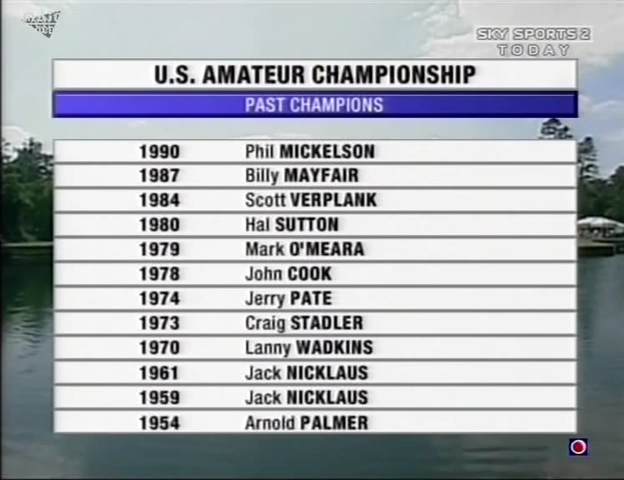 SKY SPORTS 2
TODAY
U.S. AMATEUR CHAMPIONSHIP
PAST CHAMPIONS
1990 Phil MICKELSON
1987 Billy MAYFAIR
1984 Scott VERPLANK
1980 Hal SUTTON
1979 Mark O'MEARA
1978 John COOK
1974 Jerry PATE
1973 Craig STADLER
1970 Lanny WADKINS
1961 Jack NICKLAUS
1959 Jack NICKLAUS
1954 Arnold PALMER